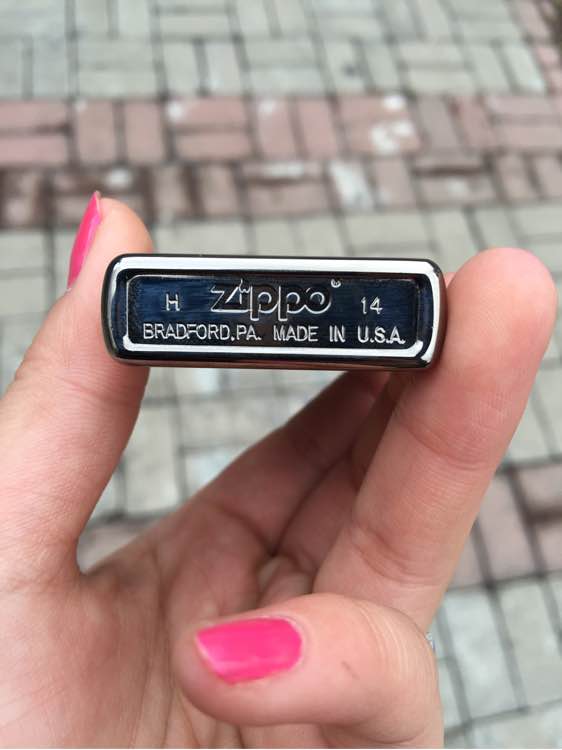 H Zippo® 14
BRADFORD,PA. MADE IN U.S.A.